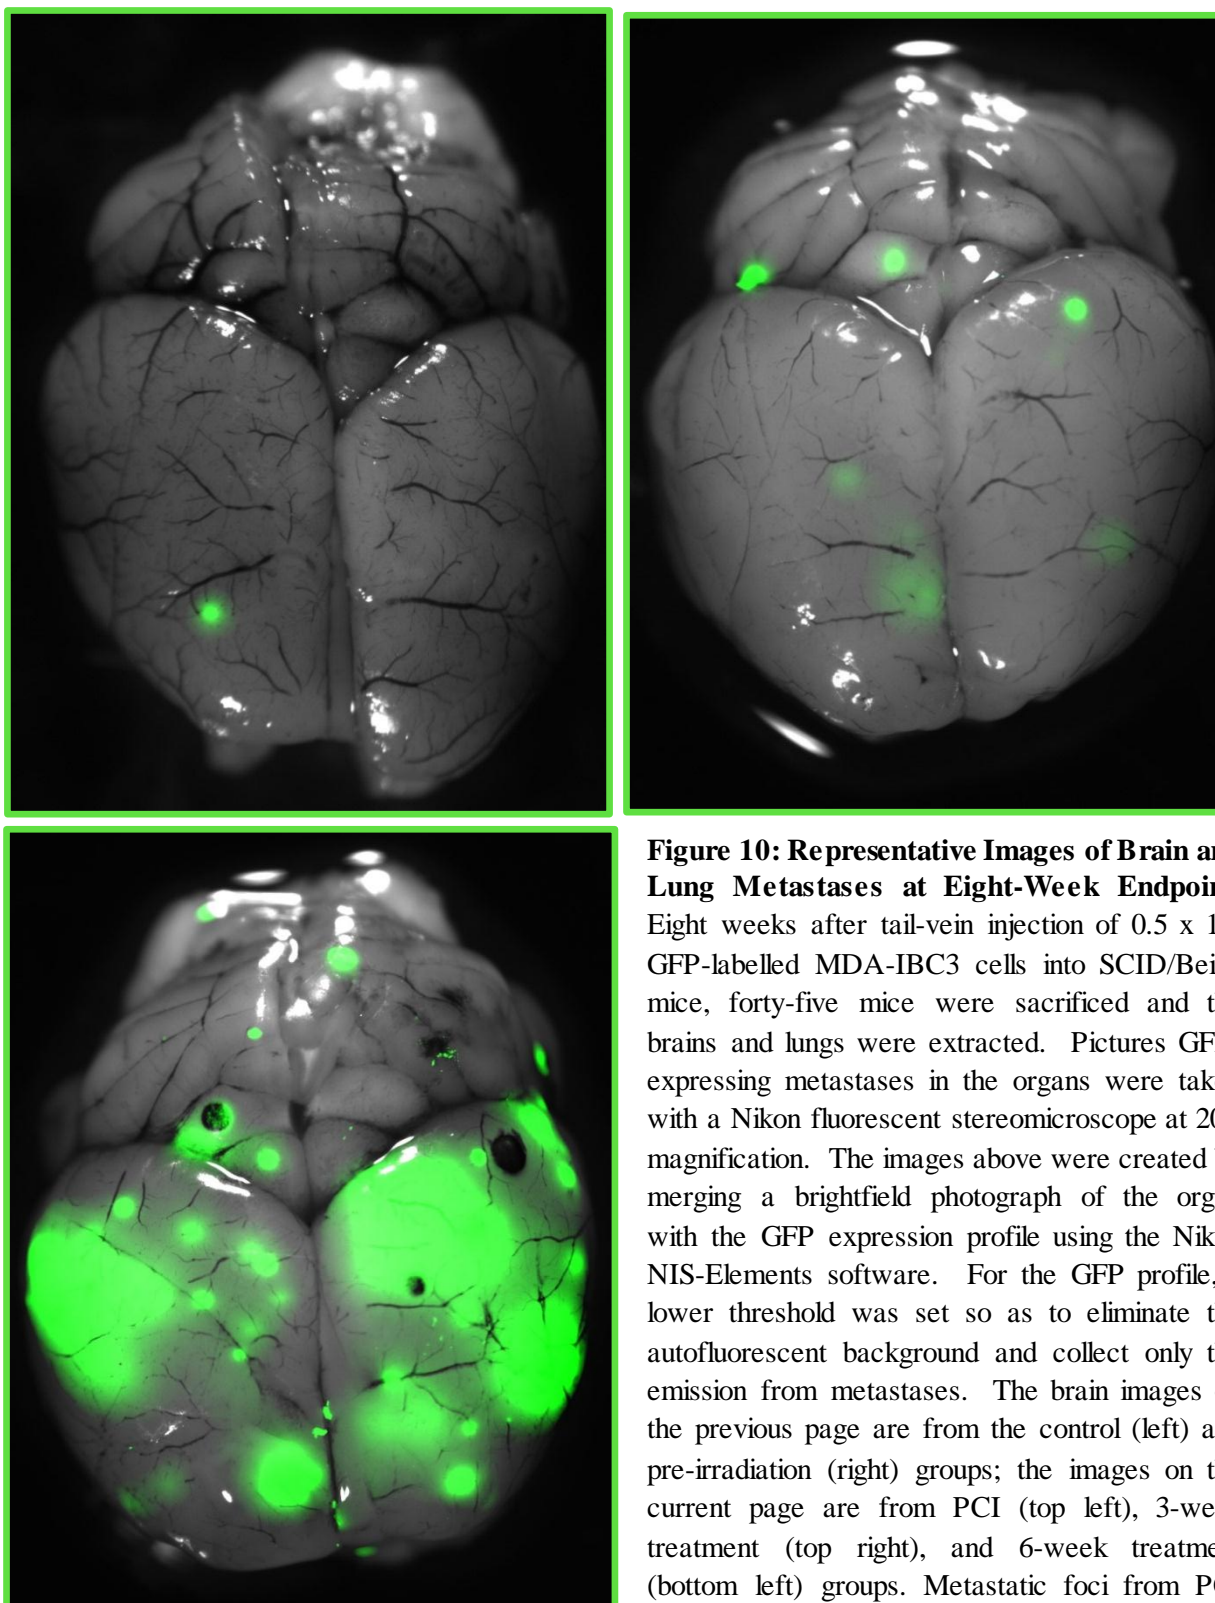 Figure 10: Representative Images of Brain an
Lung Metastases at Eight-Week Endpoin
Eight weeks after tail-vein injection of 0.5 x 1
GFP-labelled MDA-IBC3 cells into SCID/Bei
mice, forty-five mice were sacrificed and t
brains and lungs were extracted. Pictures GF
expressing metastases in the organs were tak
with a Nikon fluorescent stereomicroscope at 20
magnification. The images above were created
merging a brightfield photograph of the org
with the GFP expression profile using the Nik
NIS-Elements software. For the GFP profile,
lower threshold was set so as to eliminate t
autofluorescent background and collect only t
emission from metastases. The brain images
the previous page are from the control (left) a
pre-irradiation (right) groups; the images on t
current page are from PCI (top left), 3-we
treatment (top right), and 6-week treatme
(bottom left) groups. Metastatic foci from P